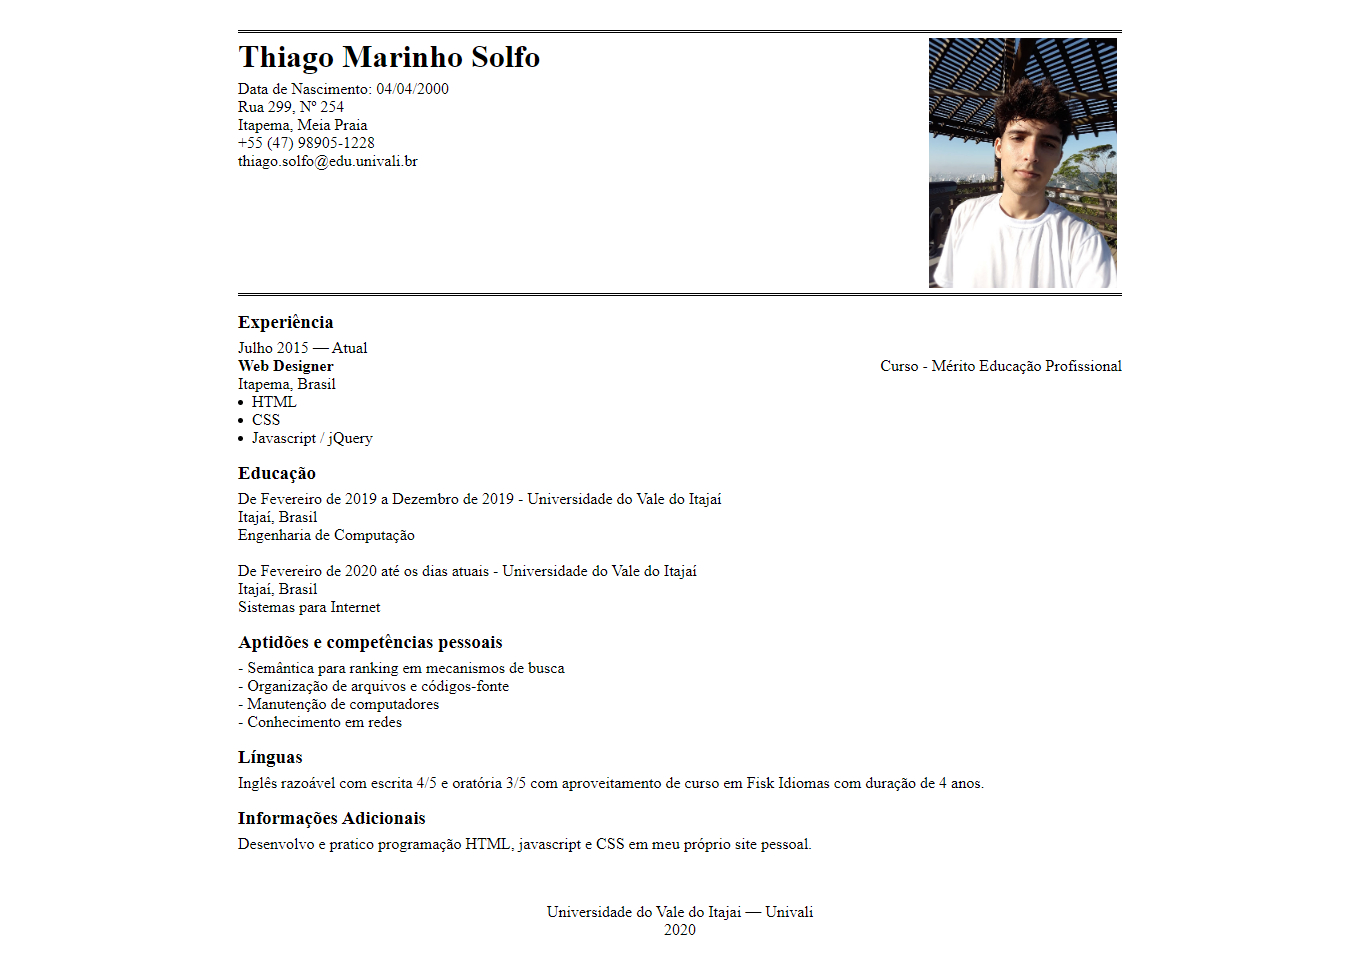 Thiago Marinho Solfo
Data de Nascimento: 04/04/2000
Rua 299, Nº 254
Itapema, Meia Praia
+55 (47) 98905-1228
thiago.solfo@edu.univali.br
Experiência
Julho 2015 — Atual
Web Designer Curso - Mérito Educação Profissional
Itapema, Brasil
• HTML
• CSS
• Javascript / jQuery
Educação
De Fevereiro de 2019 a Dezembro de 2019 - Universidade do Vale do Itajaí
Itajaí, Brasil
Engenharia de Computação
De Fevereiro de 2020 até os dias atuais - Universidade do Vale do Itajaí
Itajaí, Brasil
Sistemas para Internet
Aptidões e competências pessoais
- Semântica para ranking em mecanismos de busca
- Organização de arquivos e códigos-fonte
- Manutenção de computadores
- Conhecimento em redes
Línguas
Inglês razoável com escrita 4/5 e oratória 3/5 com aproveitamento de curso em Fisk Idiomas com duração de 4 anos.
Informações Adicionais
Desenvolvo e pratico programação HTML, javascript e CSS em meu próprio site pessoal.
Universidade do Vale do Itajai — Univali
2020